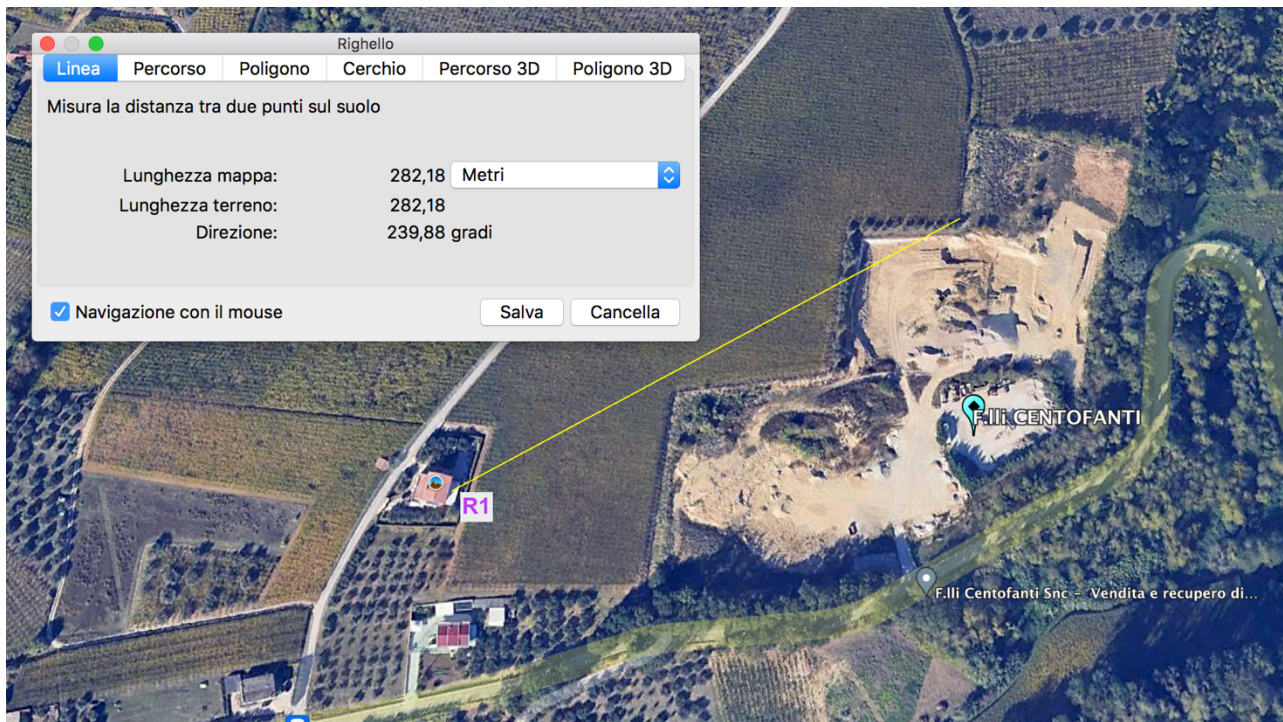 Righello
Linea Percorso Poligono Cerchio Percorso 3D Poligono 3D
Misura la distanza tra due punti sul suolo
Lunghezza mappa: 282,18 Metri
Lunghezza terreno: 282,18
Direzione: 239,88 gradi
Navigazione con il mouse Salva Cancella
F.lli CENTOFANTI
R1
F.lli Centofanti Snc - Vendita e recupero di...